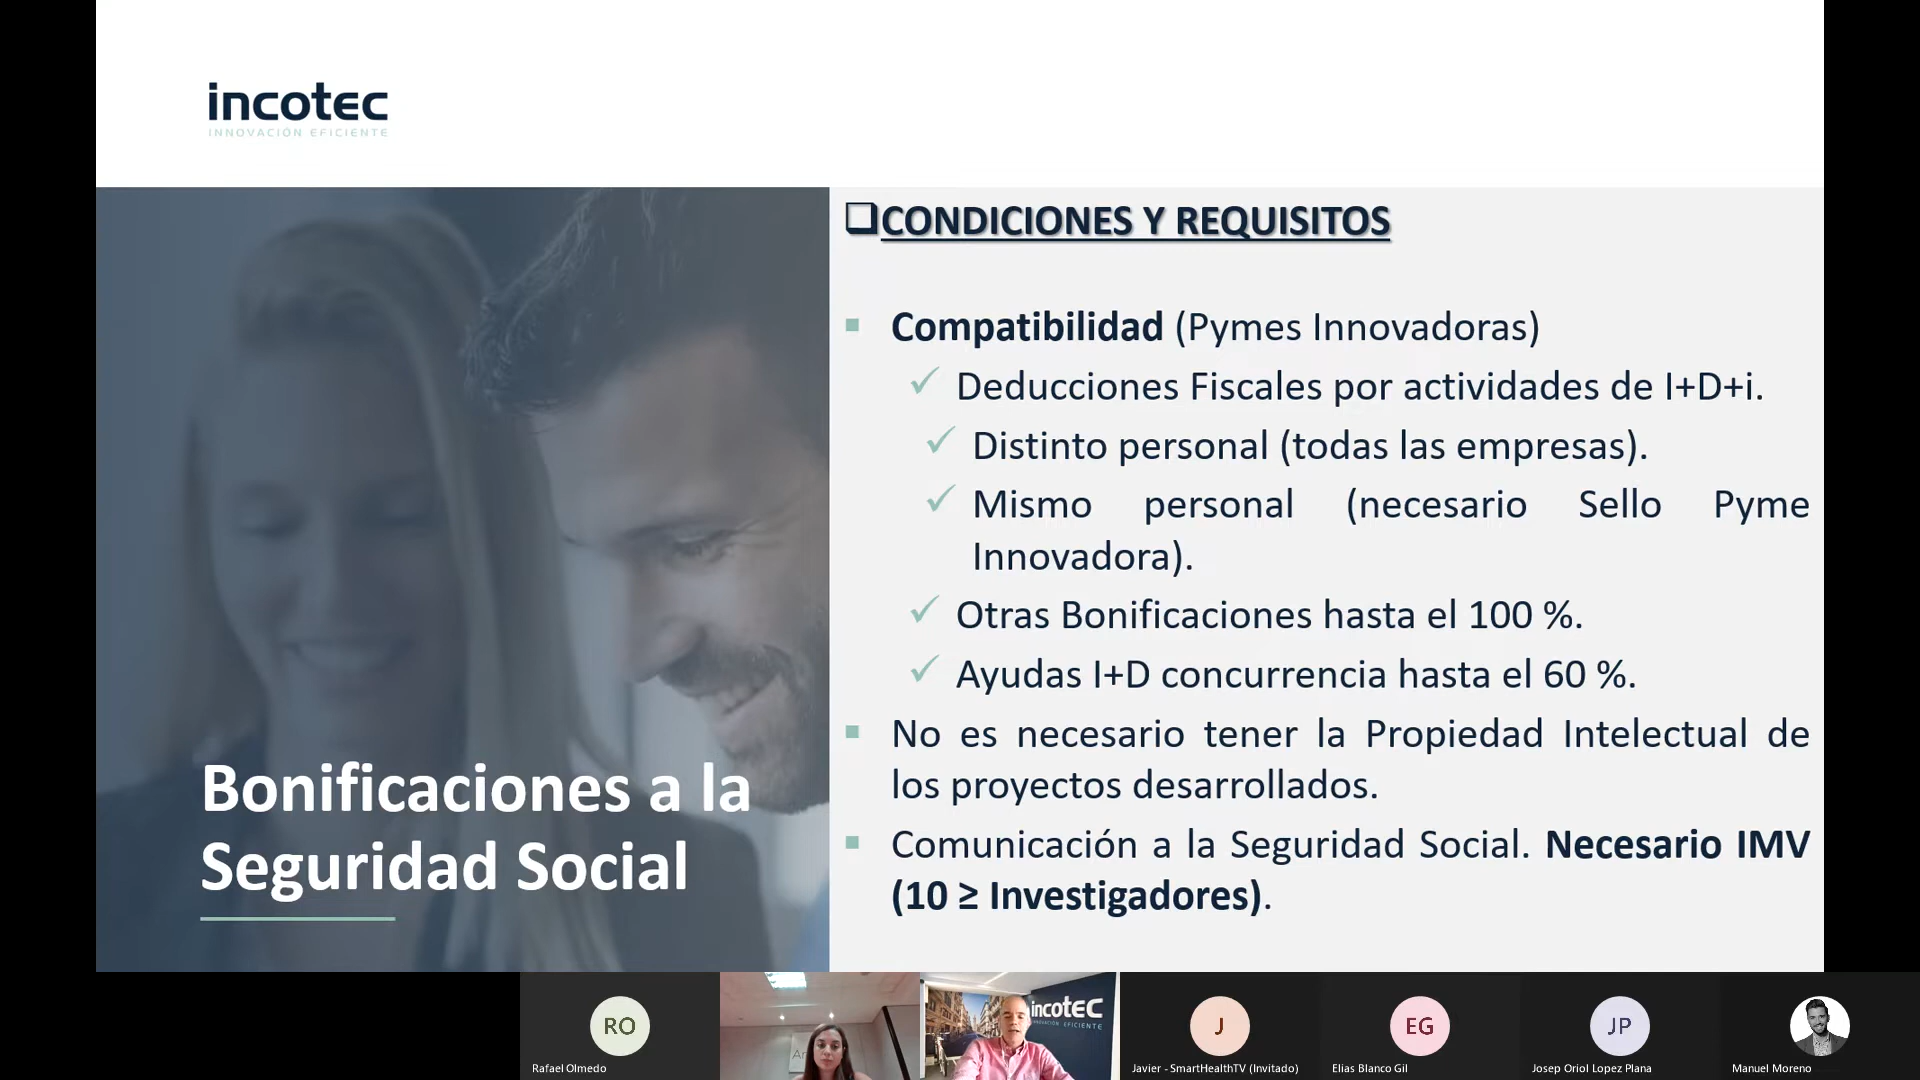 incotec
INNOVACIÓN EFICIENTE
❑CONDICIONES Y REQUISITOS
▪ Compatibilidad (Pymes Innovadoras)
✓ Deducciones Fiscales por actividades de I+D+i.
✓ Distinto personal (todas las empresas).
✓ Mismo personal (necesario Sello Pyme
Innovadora).
✓ Otras Bonificaciones hasta el 100 %.
✓ Ayudas I+D concurrencia hasta el 60 %.
▪ No es necesario tener la Propiedad Intelectual de
los proyectos desarrollados.
▪ Comunicación a la Seguridad Social. Necesario IMV
(10 ≥ Investigadores).
Bonificaciones a la
Seguridad Social
RO
Rafael Olmedo
incotec
INNOVACIÓN EFICIENTE
J
Javier - SmartHealthTV (Invitado)
EG
Elias Blanco Gil
JP
Josep Oriol Lopez Plana
Manuel Moreno